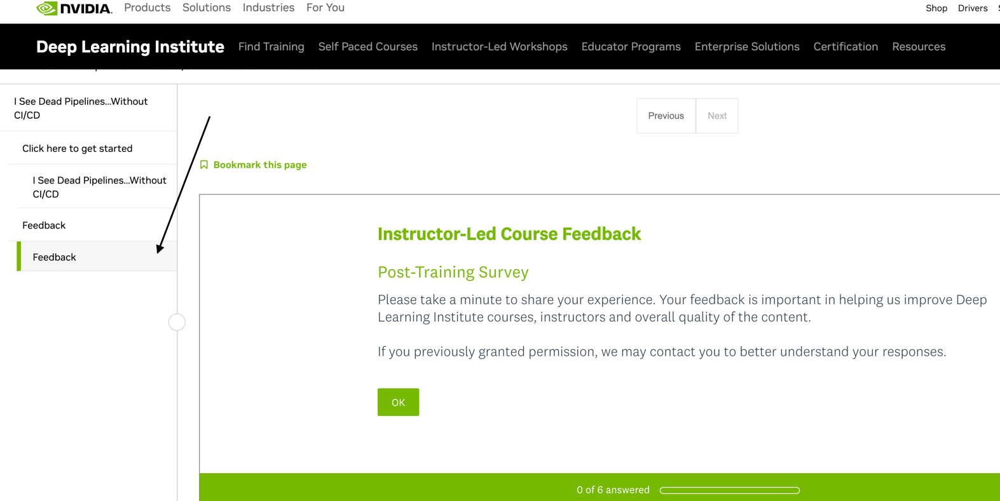 NVIDIA. Products Solutions Industries For You Shop Drivers
Deep Learning Institute Find Training Self Paced Courses Instructor-Led Workshops Educator Programs Enterprise Solutions Certification Resources
I See Dead Pipelines...Without
CI/CD
Click here to get started
I See Dead Pipelines...Without
CI/CD
Feedback
Feedback
Previous Next
Bookmark this page
Instructor-Led Course Feedback
Post-Training Survey
Please take a minute to share your experience. Your feedback is important in helping us improve Deep
Learning Institute courses, instructors and overall quality of the content.
If you previously granted permission, we may contact you to better understand your responses.
OK
0 of 6 answered